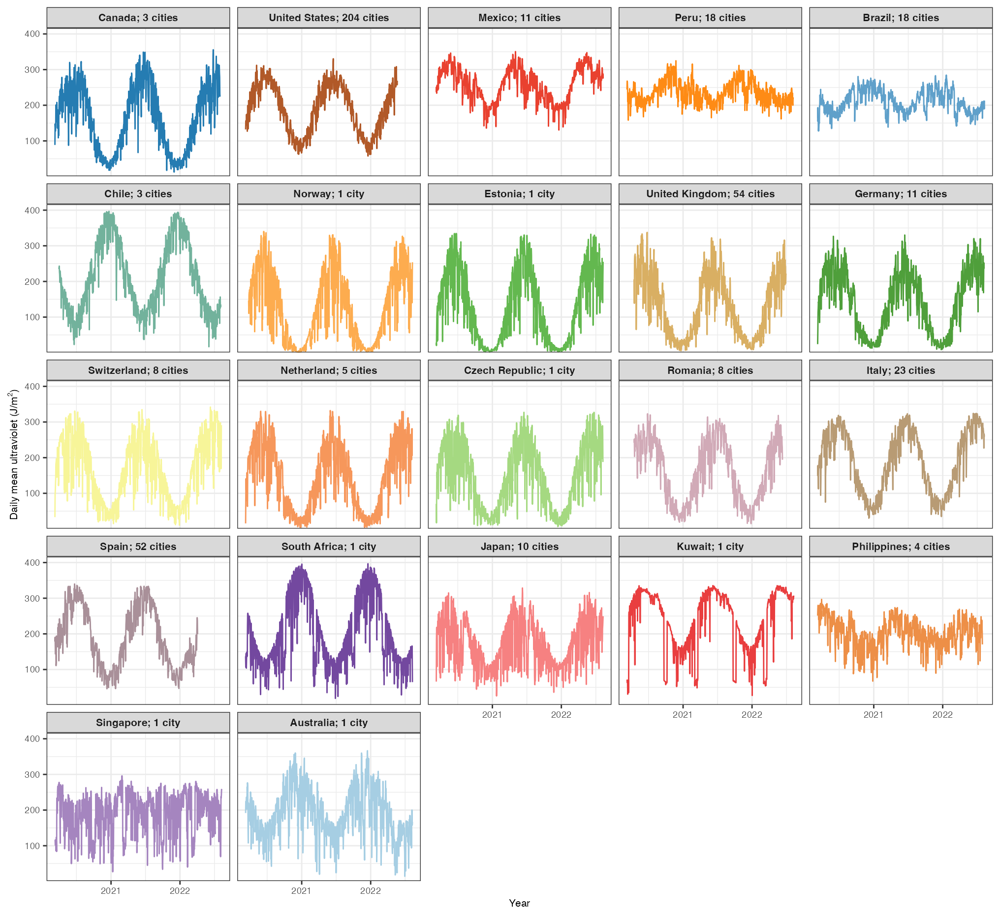 Canada; 3 cities
United States; 204 cities
Mexico; 11 cities
Peru; 18 cities
Brazil; 18 cities
400
300
200
100
Chile; 3 cities
Norway; 1 city
Estonia; 1 city
United Kingdom; 54 cities
Germany; 11 cities
400
300
200
100
Switzerland; 8 cities
Netherland; 5 cities
Czech Republic; 1 city
Romania; 8 cities
Italy; 23 cities
400
300
200
100
Daily mean ultraviolet (J/m²)
Spain; 52 cities
South Africa; 1 city
Japan; 10 cities
Kuwait; 1 city
Philippines; 4 cities
400
300
200
100
2021 2022
2021 2022
2021 2022
Singapore; 1 city
Australia; 1 city
400
300
200
100
2021 2022
2021 2022
Year